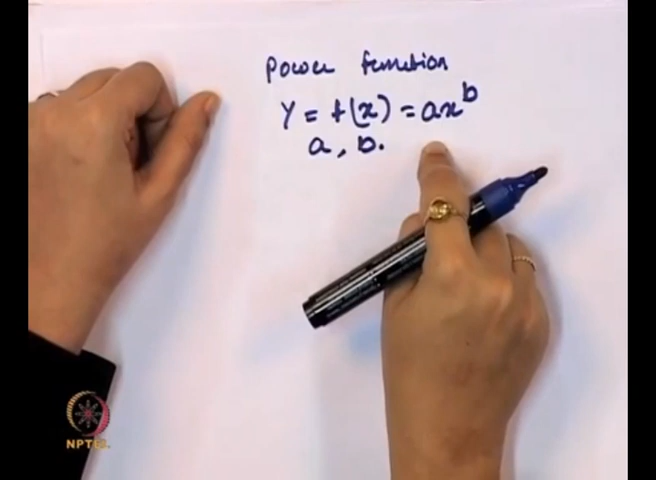 Power function
Y = f(x) = ax^b
a, b.
NPTEL